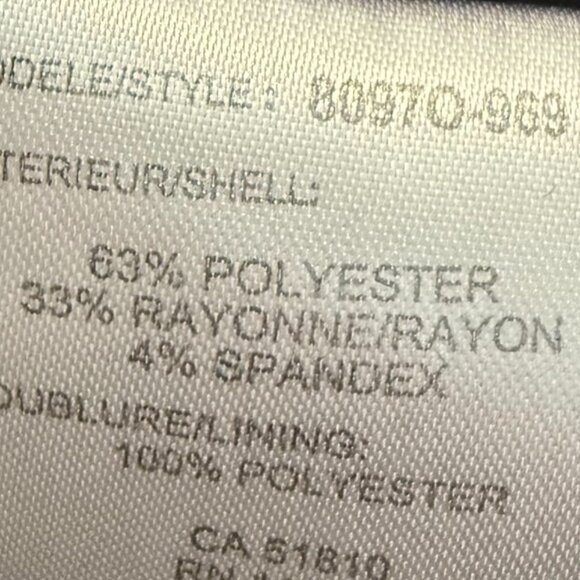 ODELE/STYLE: 80970-969
TERIEUR/SHELL:
63% POLYESTER
33% RAYONNE/RAYON
4% SPANDEX
OUBLURE/LINING:
100% POLYESTER
CA 51810
RN